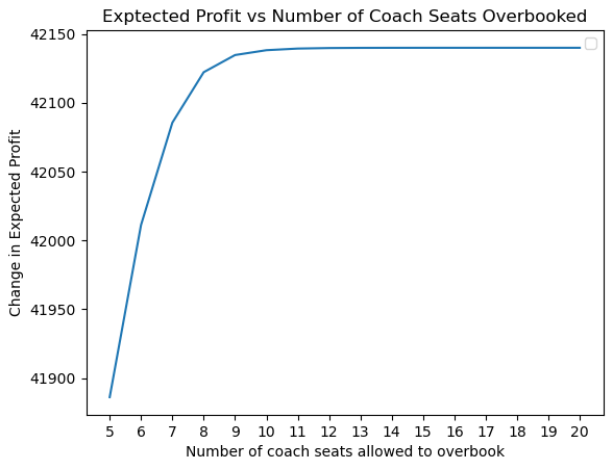 Exptected Profit vs Number of Coach Seats Overbooked
42150
42100
42050
42000
41950
41900
Change in Expected Profit
5 6 7 8 9 10 11 12 13 14 15 16 17 18 19 20
Number of coach seats allowed to overbook